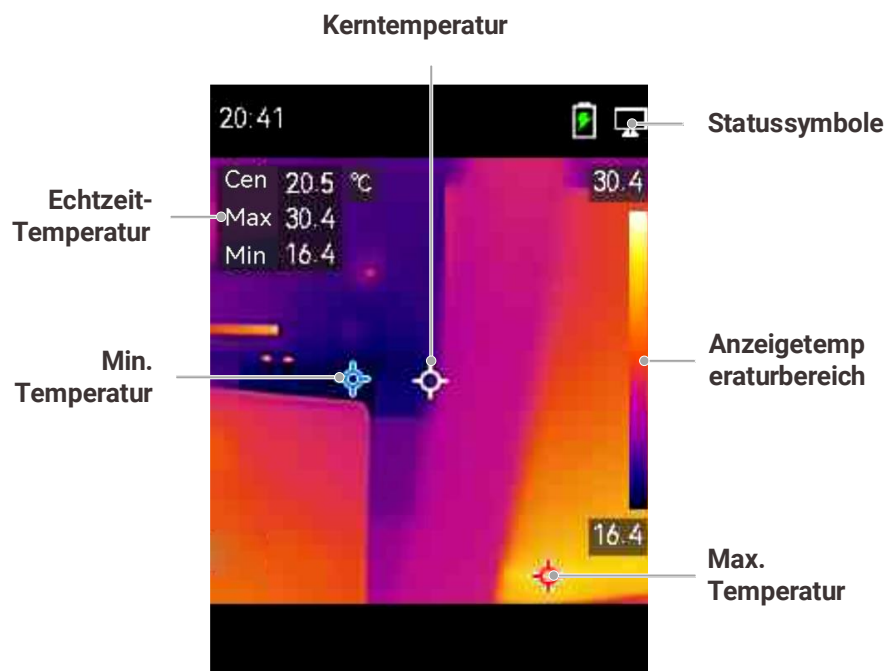 Kerntemperatur
20:41
Statussymbole
Cen 20.5 °C
Max 30.4
Min 16.4
30.4
Echtzeit-
Temperatur
Min.
Temperatur
Anzeigetemp
eraturbereich
16.4
Max.
Temperatur